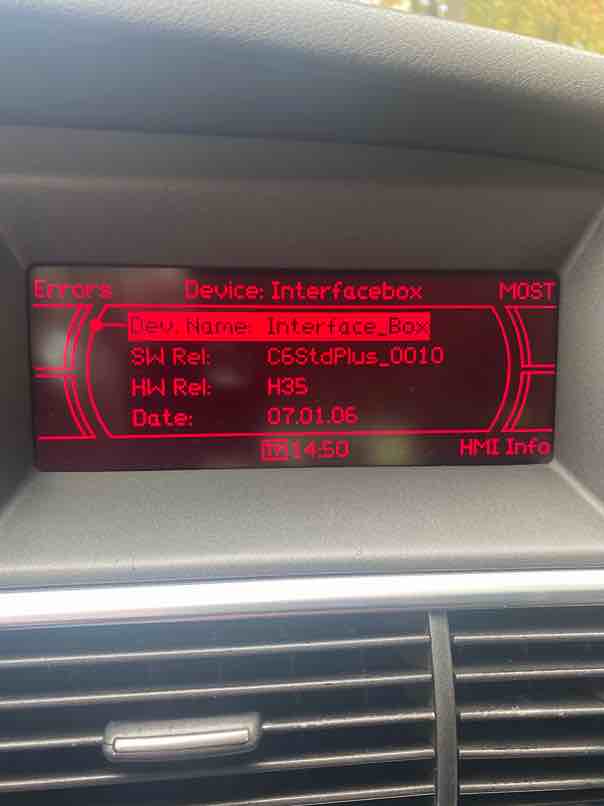 Errors Device: Interfacebox MOST
Dev. Name: Interface_Box
SW Rel: C6StdPlus_0010
HW Rel: H35
Date: 07.01.06
TP 14:50 HMI Info